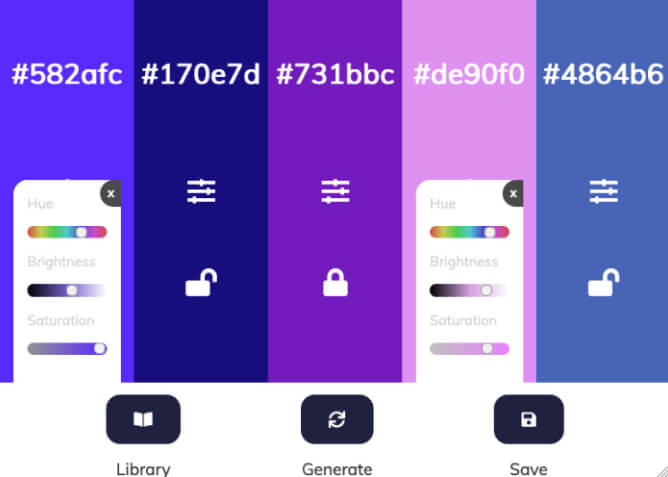 #582afc #170e7d #731bbc #de90f0 #4864b6
x x
Hue Hue
Brightness Brightness
Saturation Saturation
Library Generate Save